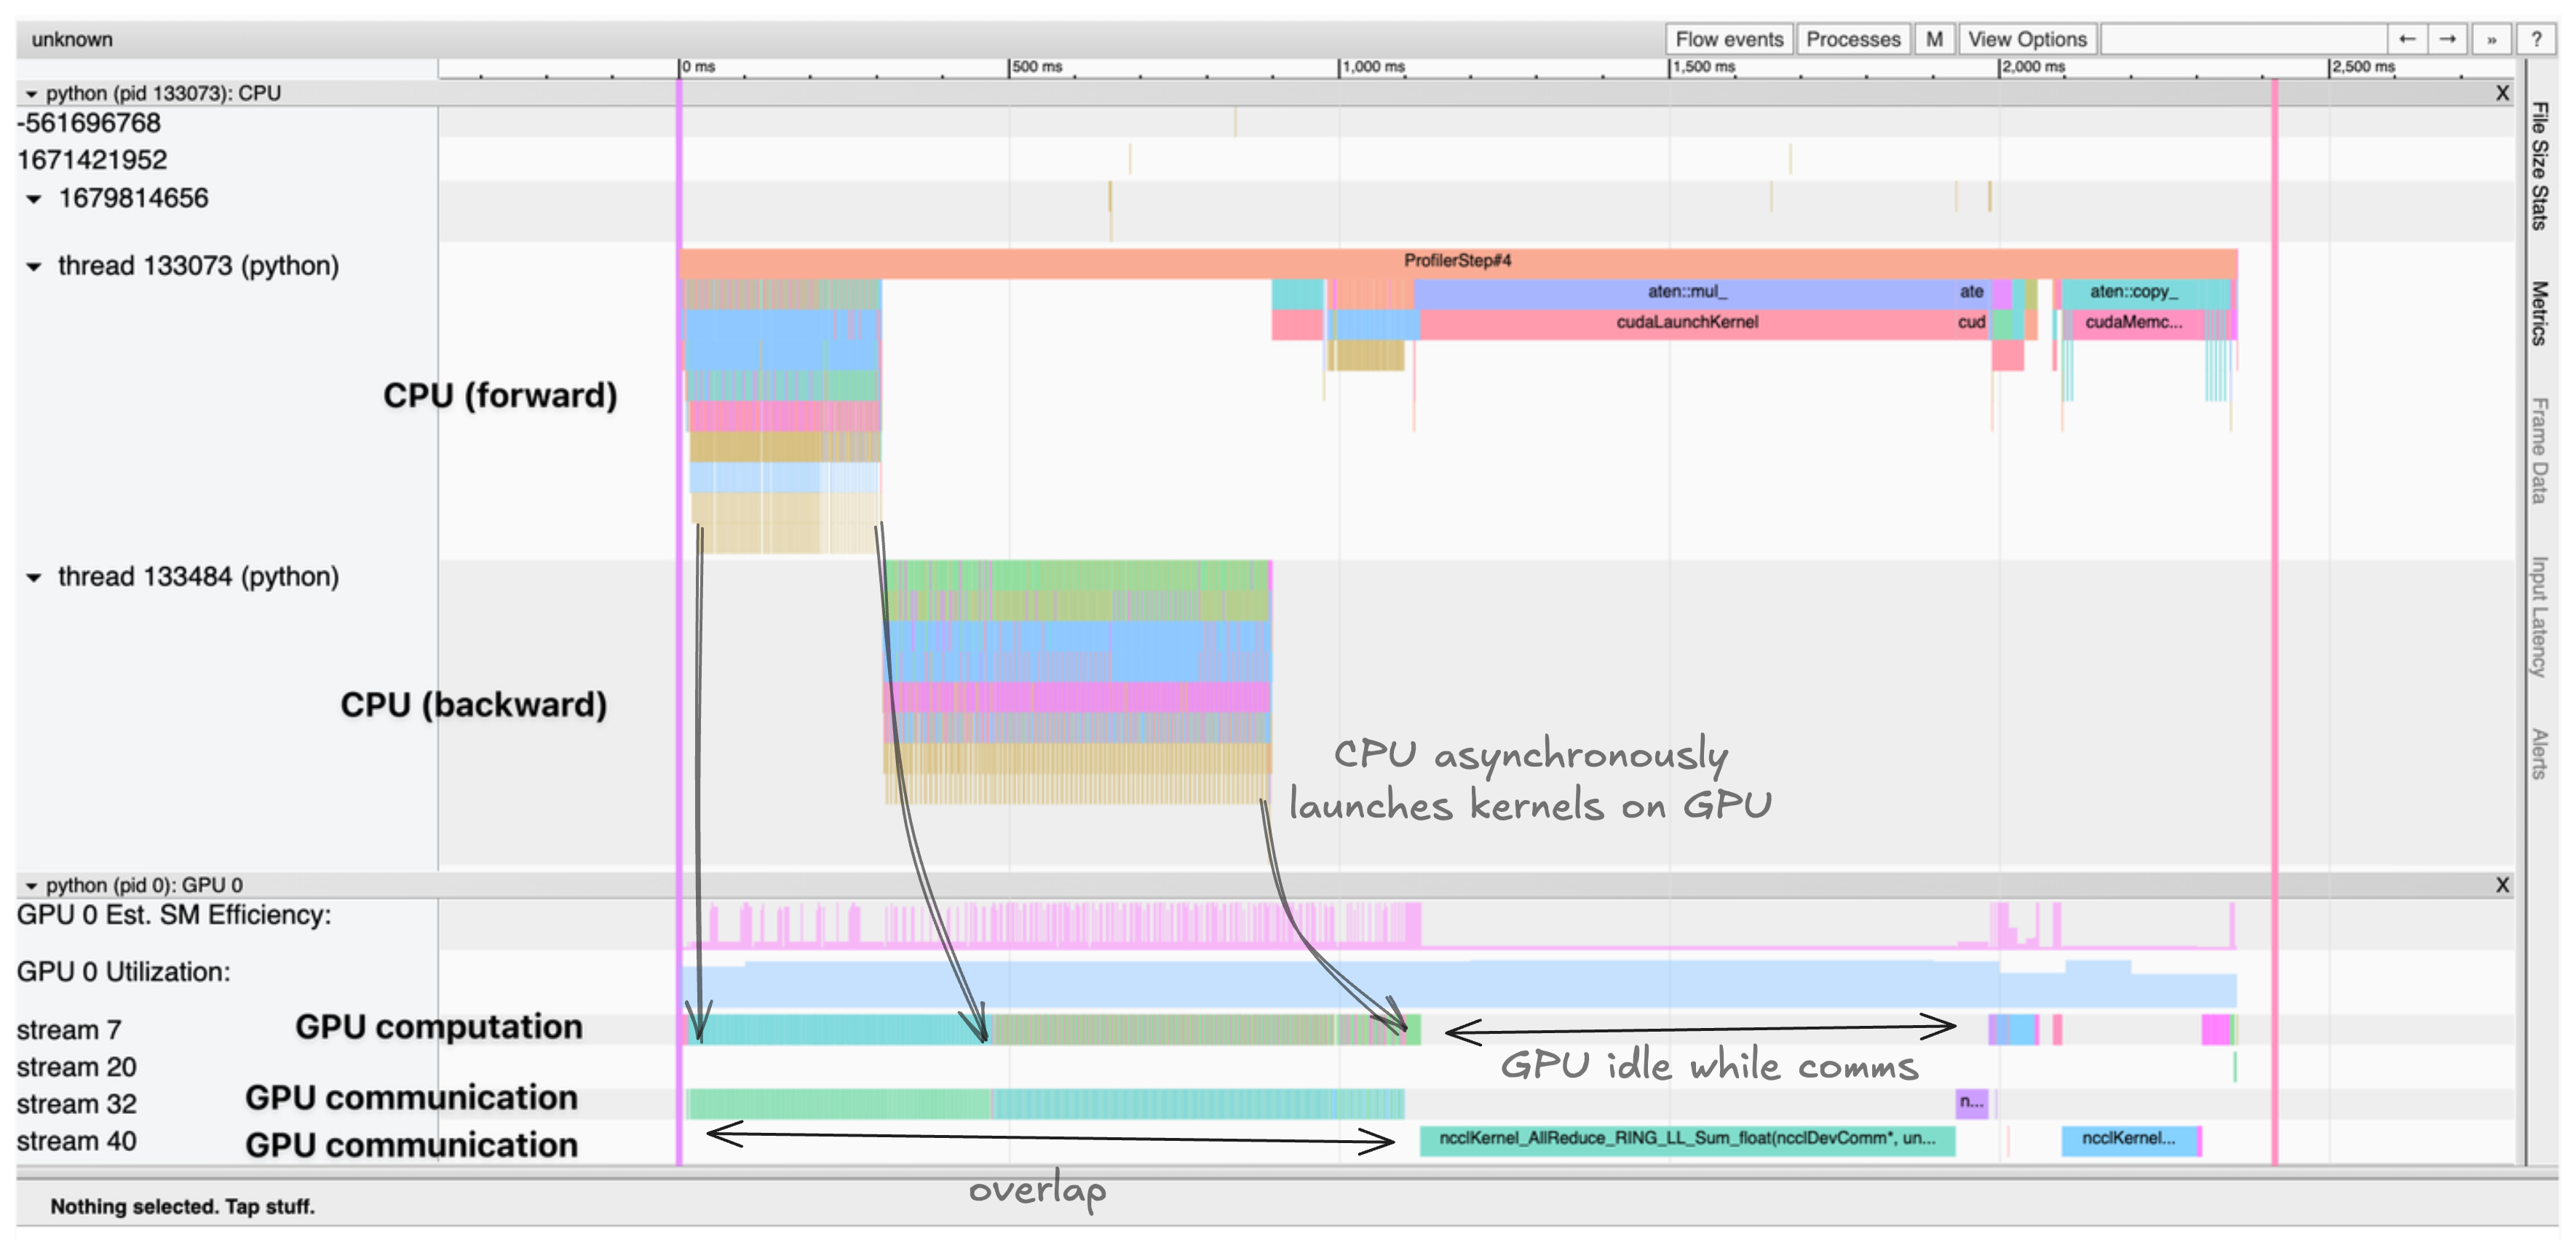 unknown
Flow events Processes M View Options ← → » ?
0 ms 500 ms 1,000 ms 1,500 ms 2,000 ms 2,500 ms
python (pid 133073): CPU X
-561696768
1671421952
1679814656
thread 133073 (python)
ProfilerStep#4
aten::mul_ ate aten::copy_
cudaLaunchKernel cud cudaMemc...
CPU (forward)
thread 133484 (python)
CPU (backward)
CPU asynchronously
launches kernels on GPU
python (pid 0): GPU 0 X
GPU 0 Est. SM Efficiency:
GPU 0 Utilization:
stream 7 GPU computation
GPU idle while comms
stream 20
stream 32 GPU communication n...
stream 40 GPU communication ncclKernel_AllReduce_RING_LL_Sum_float(ncclDevComm*, un... ncclKernel...
overlap
Nothing selected. Tap stuff.
File Size Stats
Metrics
Frame Data
Input Latency
Alerts